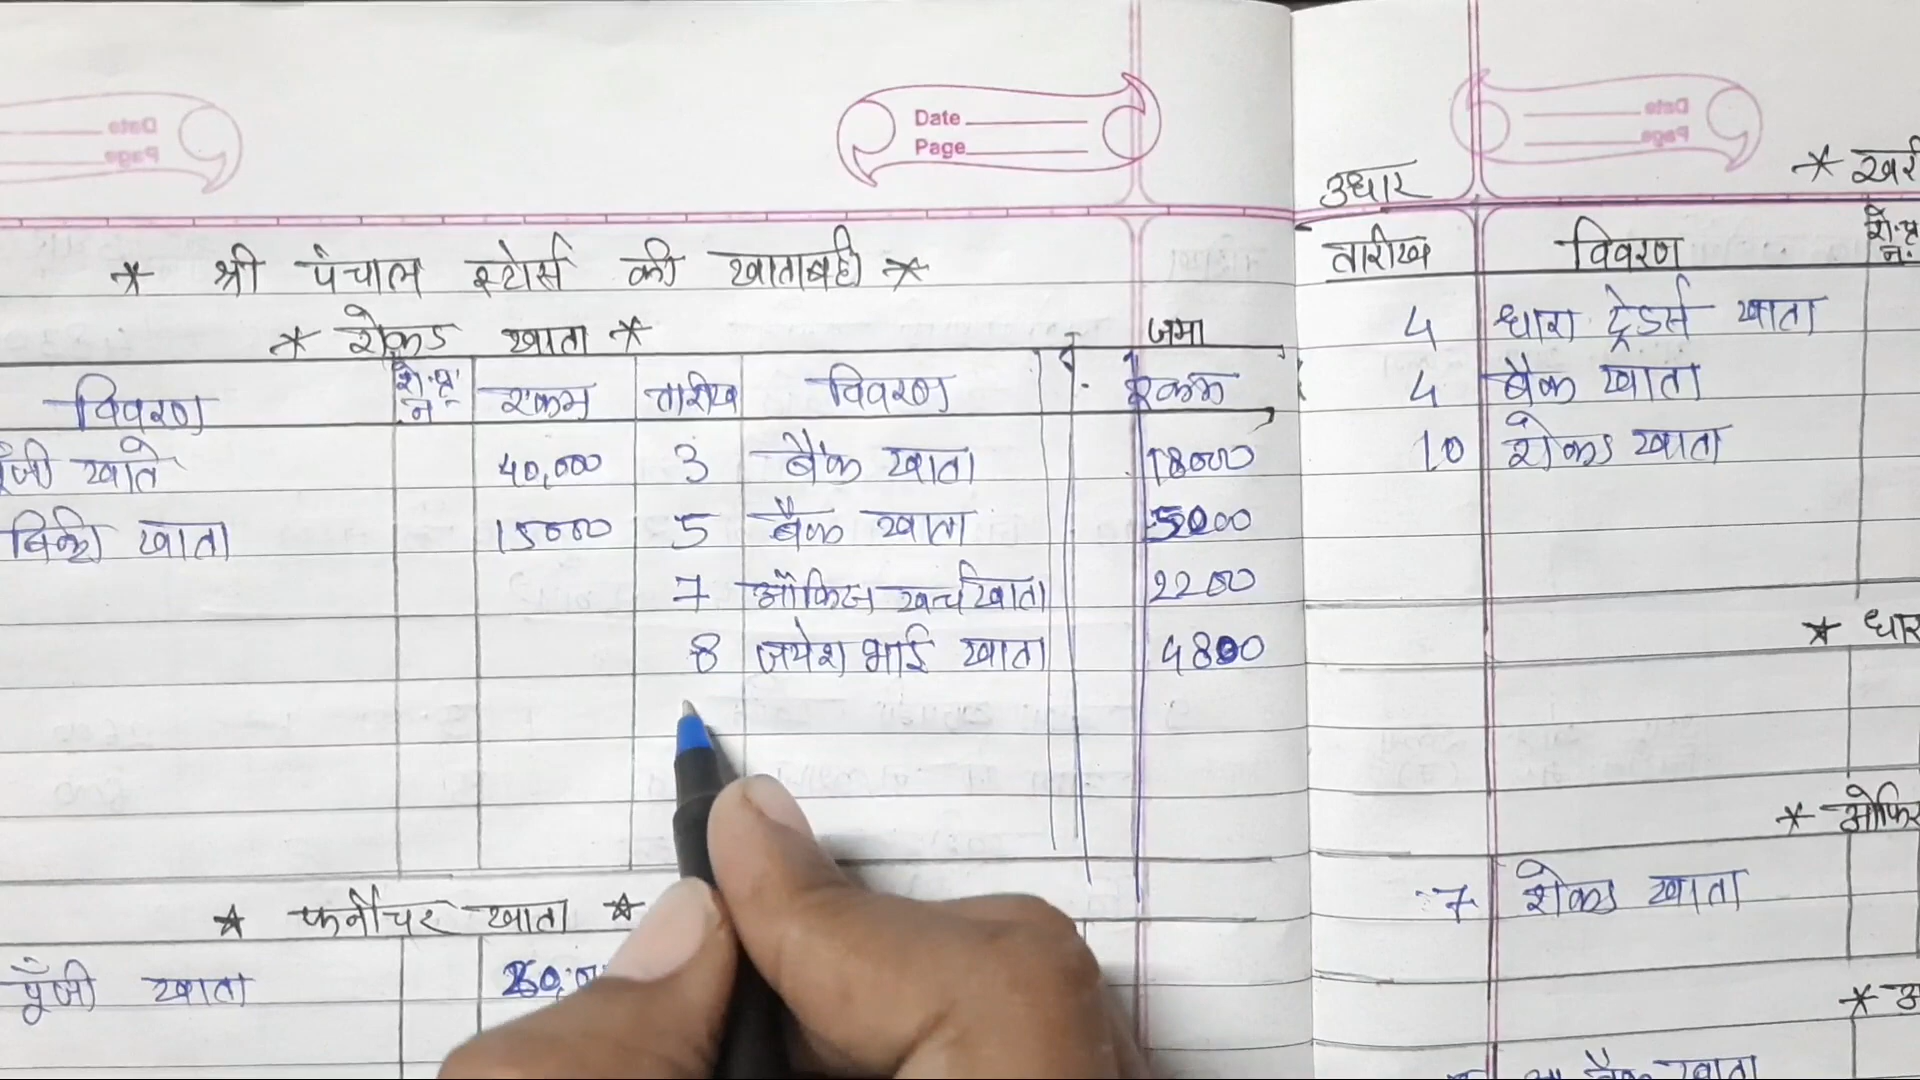 Date
Page
* श्री पंचाल स्टोर्स की खाताबही *
* रोकड खाता *
जमा
विवरण रो.पृ. न. रकम तारीख विवरण रकम
पूँजी खाते 40,000 3 बैंक खाता 18000
बिक्री खाता 15000 5 बैंक खाता 5000
7 ऑफिस खर्च खाता 2200
8 जयेश भाई खाता 4800
* फर्नीचर खाता *
पूँजी खाता
उधार
तारीख विवरण रो.पृ. न.
4 धारा ट्रेडर्स खाता
4 बैंक खाता
10 रोकड खाता
* धार
* ऑफि
7 रोकड खाता
बैंक खाता